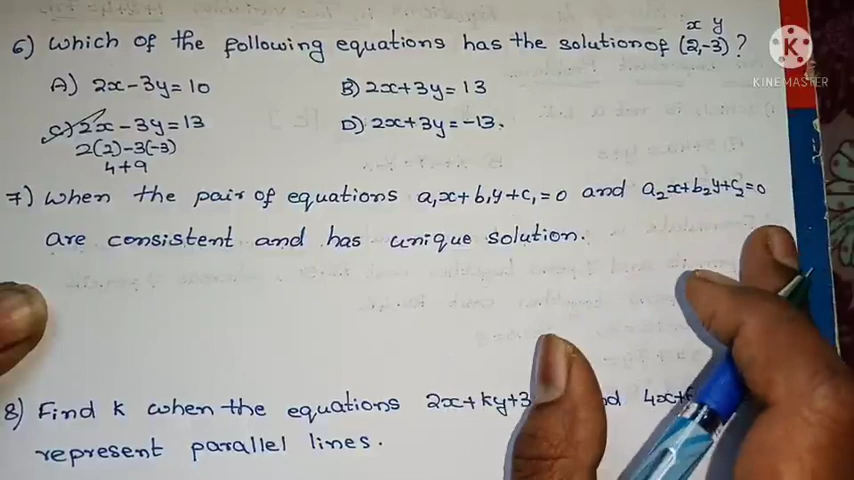 x y
6) Which of the following equations has the solution of (2,-3) ?
A) 2x-3y=10 B) 2x+3y=13
C) 2x-3y=13 D) 2x+3y=-13.
2(2)-3(-3)
4+9
7) When the pair of equations a₁x+b₁y+c₁=0 and a₂x+b₂y+c₂=0
are consistent and has unique solution.
8) Find k when the equations 2x+ky+3
represent parallel lines.
K
KINEMASTER